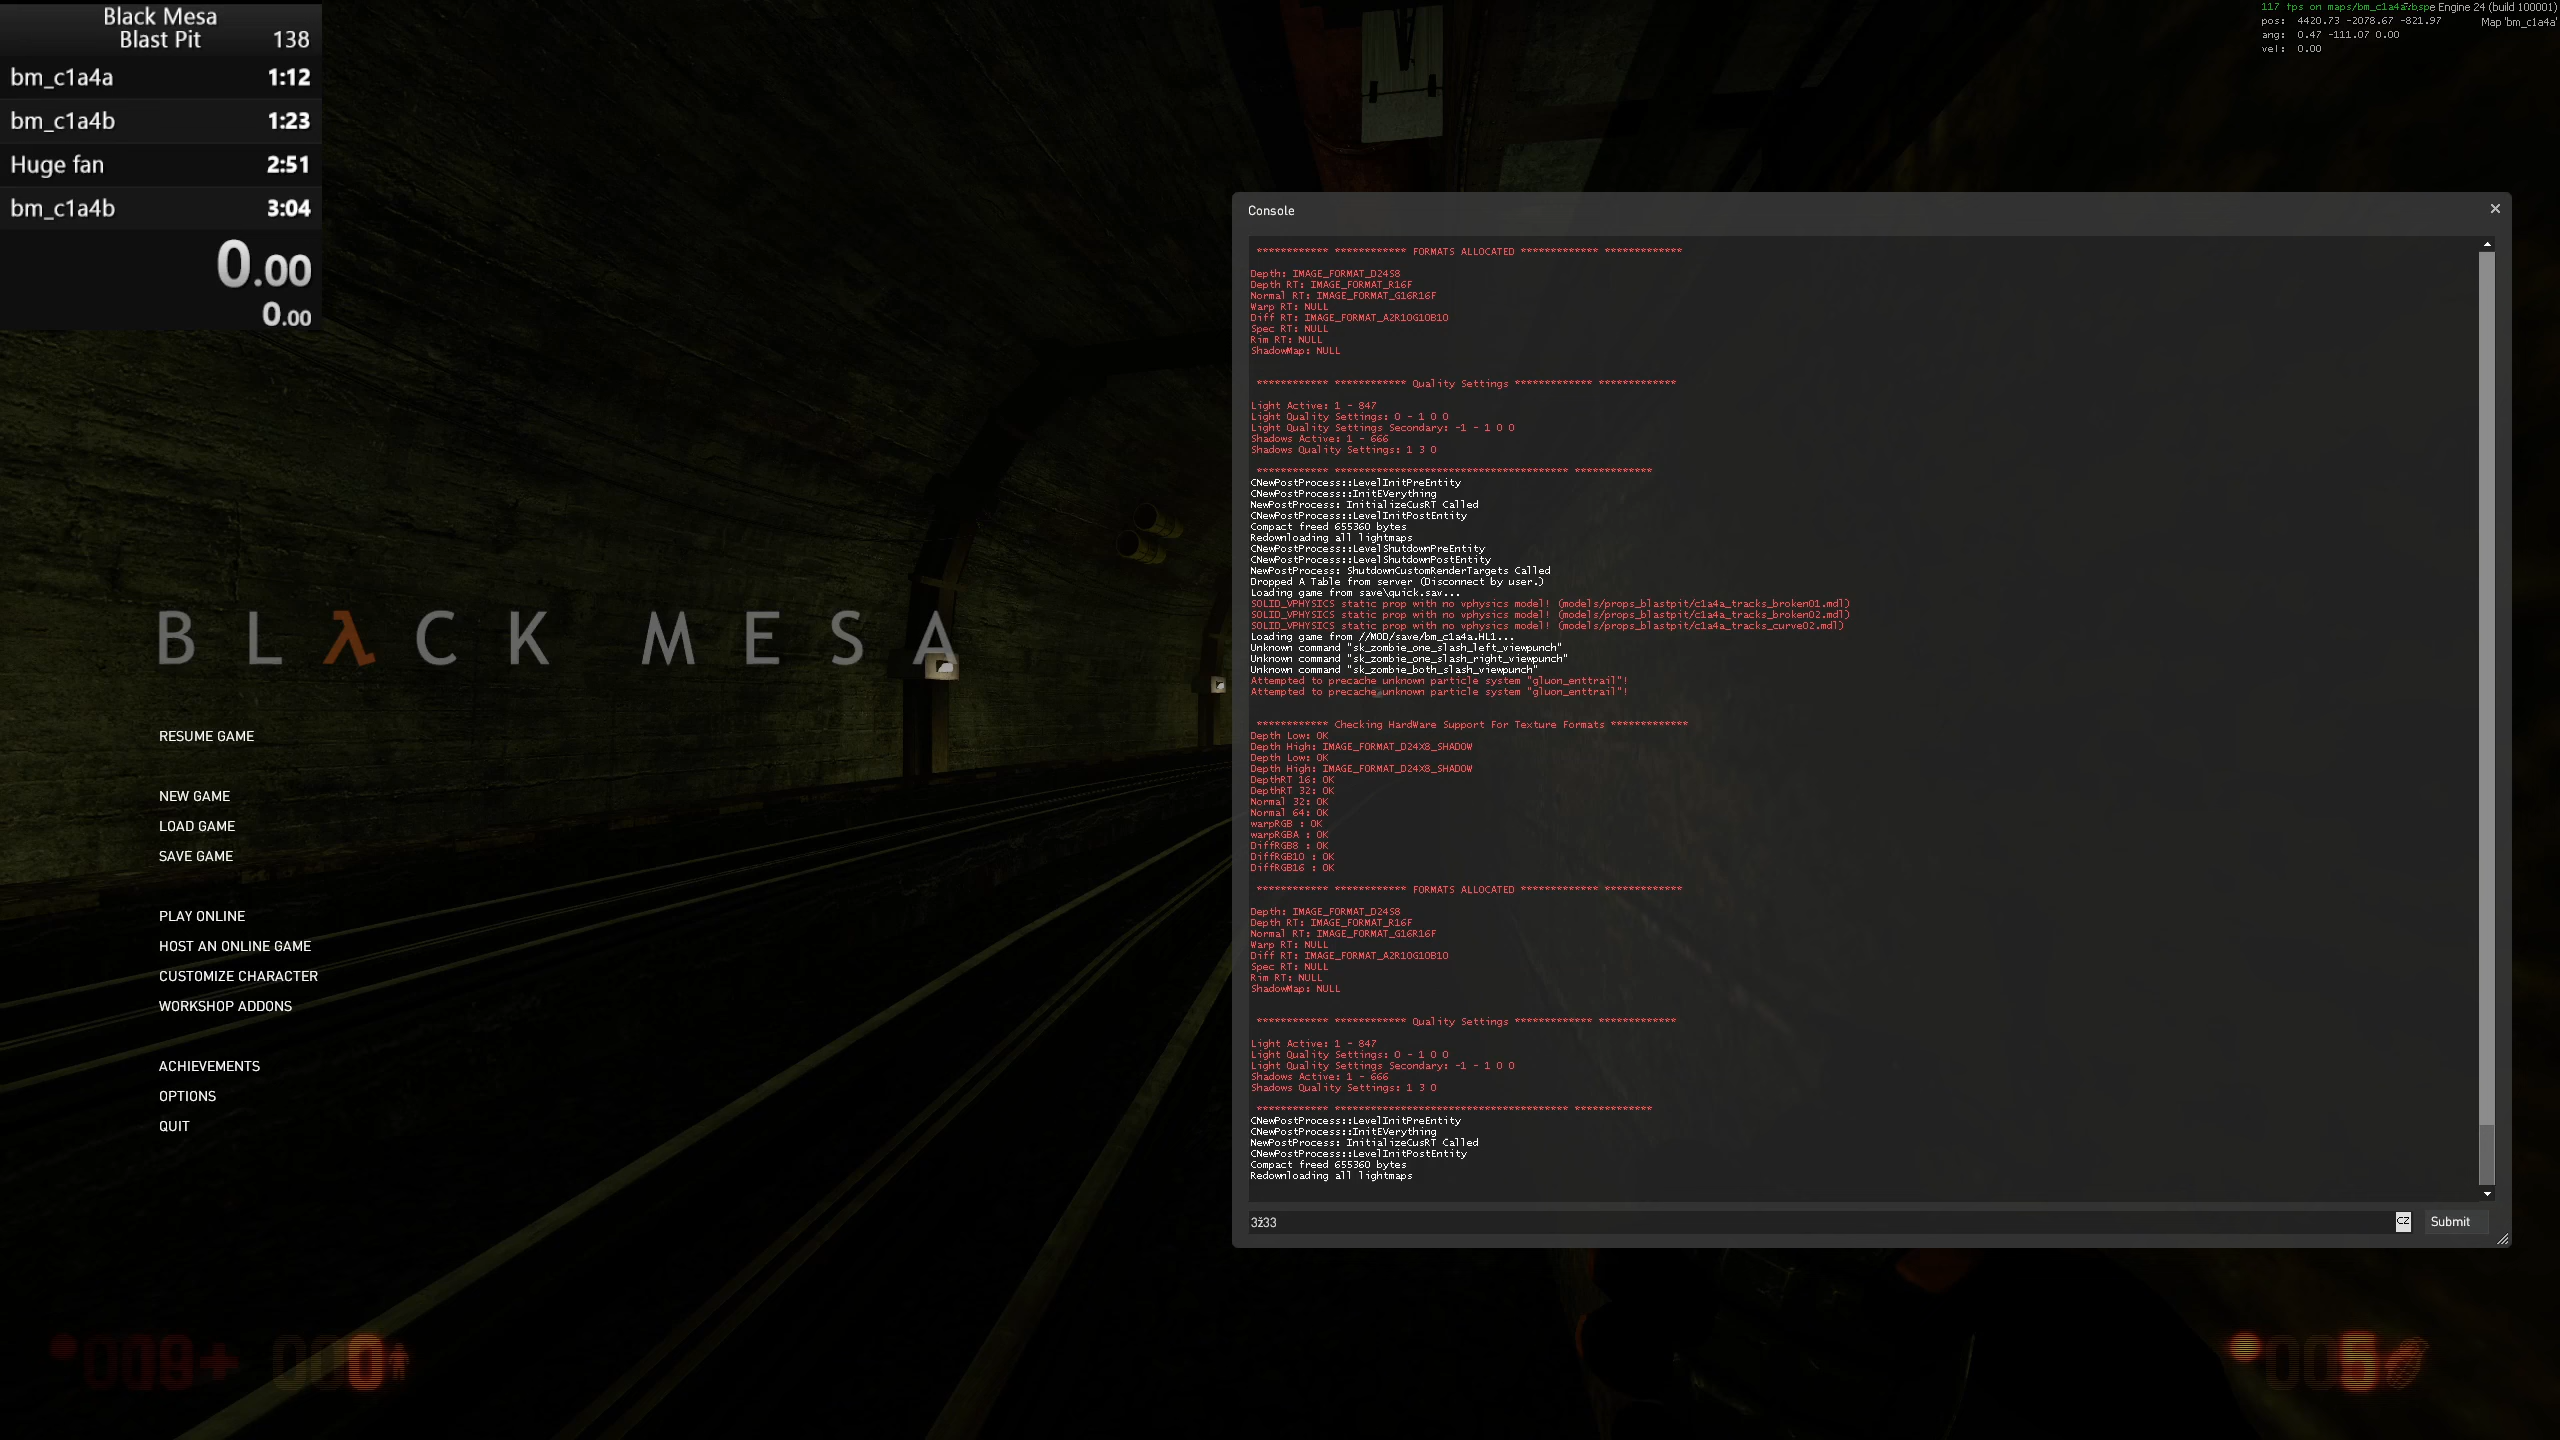 Black Mesa
Blast Pit 138
bm_c1a4a 1:12
bm_c1a4b 1:23
Huge fan 2:51
bm_c1a4b 3:04
0.00
0.00
117 fps on maps/bm_c1a4a
Engine 24 (build 100001)
pos: 4420.73 -2078.67 -821.97
Map 'bm_c1a4a'
ang: 0.47 -111.07 0.00
vel: 0.00
BLλCK MESA
RESUME GAME
NEW GAME
LOAD GAME
SAVE GAME
PLAY ONLINE
HOST AN ONLINE GAME
CUSTOMIZE CHARACTER
WORKSHOP ADDONS
ACHIEVEMENTS
OPTIONS
QUIT
Console
************ ************ FORMATS ALLOCATED ************* *************
Depth: IMAGE_FORMAT_D24S8
Depth RT: IMAGE_FORMAT_R16F
Normal RT: IMAGE_FORMAT_G16R16F
Warp RT: NULL
Diff RT: IMAGE_FORMAT_A2R10G10B10
Spec RT: NULL
Rim RT: NULL
ShadowMap: NULL
************ ************ Quality Settings ************* *************
Light Active: 1 - 847
Light Quality Settings: 0 - 1 0 0
Light Quality Settings Secondary: -1 - 1 0 0
Shadows Active: 1 - 666
Shadows Quality Settings: 1 3 0
************ *************************************** *************
CNewPostProcess::LevelInitPreEntity
CNewPostProcess::InitEVerything
NewPostProcess: InitializeCusRT Called
CNewPostProcess::LevelInitPostEntity
Compact freed 655360 bytes
Redownloading all lightmaps
CNewPostProcess::LevelShutdownPreEntity
CNewPostProcess::LevelShutdownPostEntity
NewPostProcess: ShutdownCustomRenderTargets Called
Dropped A Table from server (Disconnect by user.)
Loading game from save\quick.sav...
SOLID_VPHYSICS static prop with no vphysics model! (models/props_blastpit/c1a4a_tracks_broken01.mdl)
SOLID_VPHYSICS static prop with no vphysics model! (models/props_blastpit/c1a4a_tracks_broken02.mdl)
SOLID_VPHYSICS static prop with no vphysics model! (models/props_blastpit/c1a4a_tracks_curve02.mdl)
Loading game from //MOD/save/bm_c1a4a.HL1...
Unknown command "sk_zombie_one_slash_left_viewpunch"
Unknown command "sk_zombie_one_slash_right_viewpunch"
Unknown command "sk_zombie_both_slash_viewpunch"
Attempted to precache unknown particle system "gluon_enttrail"!
Attempted to precache unknown particle system "gluon_enttrail"!
************ Checking HardWare Support For Texture Formats *************
Depth Low: OK
Depth High: IMAGE_FORMAT_D24X8_SHADOW
Depth Low: OK
Depth High: IMAGE_FORMAT_D24X8_SHADOW
DepthRT 16: OK
DepthRT 32: OK
Normal 32: OK
Normal 64: OK
warpRGB : OK
warpRGBA : OK
DiffRGB8 : OK
DiffRGB10 : OK
DiffRGB16 : OK
************ ************ FORMATS ALLOCATED ************* *************
Depth: IMAGE_FORMAT_D24S8
Depth RT: IMAGE_FORMAT_R16F
Normal RT: IMAGE_FORMAT_G16R16F
Warp RT: NULL
Diff RT: IMAGE_FORMAT_A2R10G10B10
Spec RT: NULL
Rim RT: NULL
ShadowMap: NULL
************ ************ Quality Settings ************* *************
Light Active: 1 - 847
Light Quality Settings: 0 - 1 0 0
Light Quality Settings Secondary: -1 - 1 0 0
Shadows Active: 1 - 666
Shadows Quality Settings: 1 3 0
************ *************************************** *************
CNewPostProcess::LevelInitPreEntity
CNewPostProcess::InitEVerything
NewPostProcess: InitializeCusRT Called
CNewPostProcess::LevelInitPostEntity
Compact freed 655360 bytes
Redownloading all lightmaps
3ž33
CZ
Submit